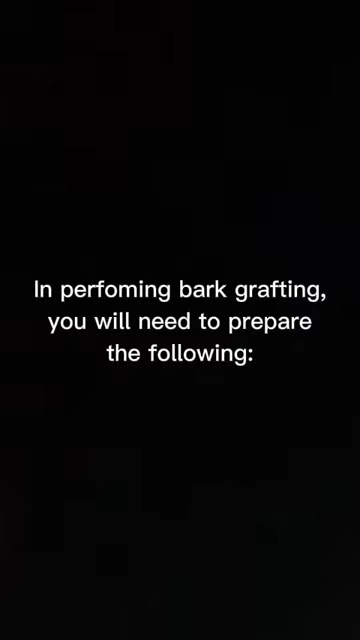 In perfoming bark grafting,
you will need to prepare
the following: